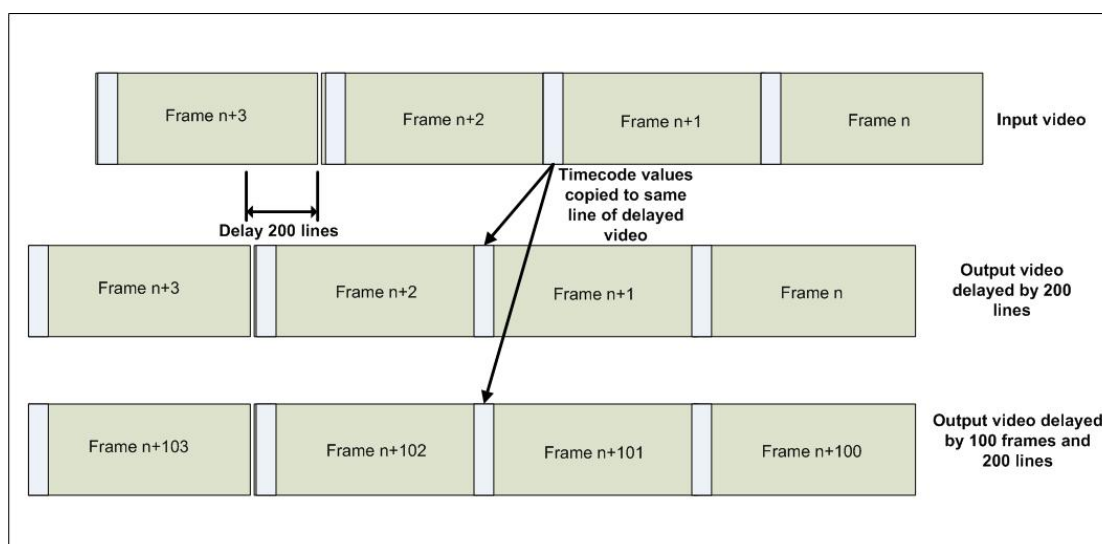 Frame n+3
Frame n+2
Frame n+1
Frame n
Input video
Timecode values
copied to same
line of delayed
video
Delay 200 lines
Frame n+3
Frame n+2
Frame n+1
Frame n
Output video
delayed by 200
lines
Frame n+103
Frame n+102
Frame n+101
Frame n+100
Output video delayed
by 100 frames and
200 lines